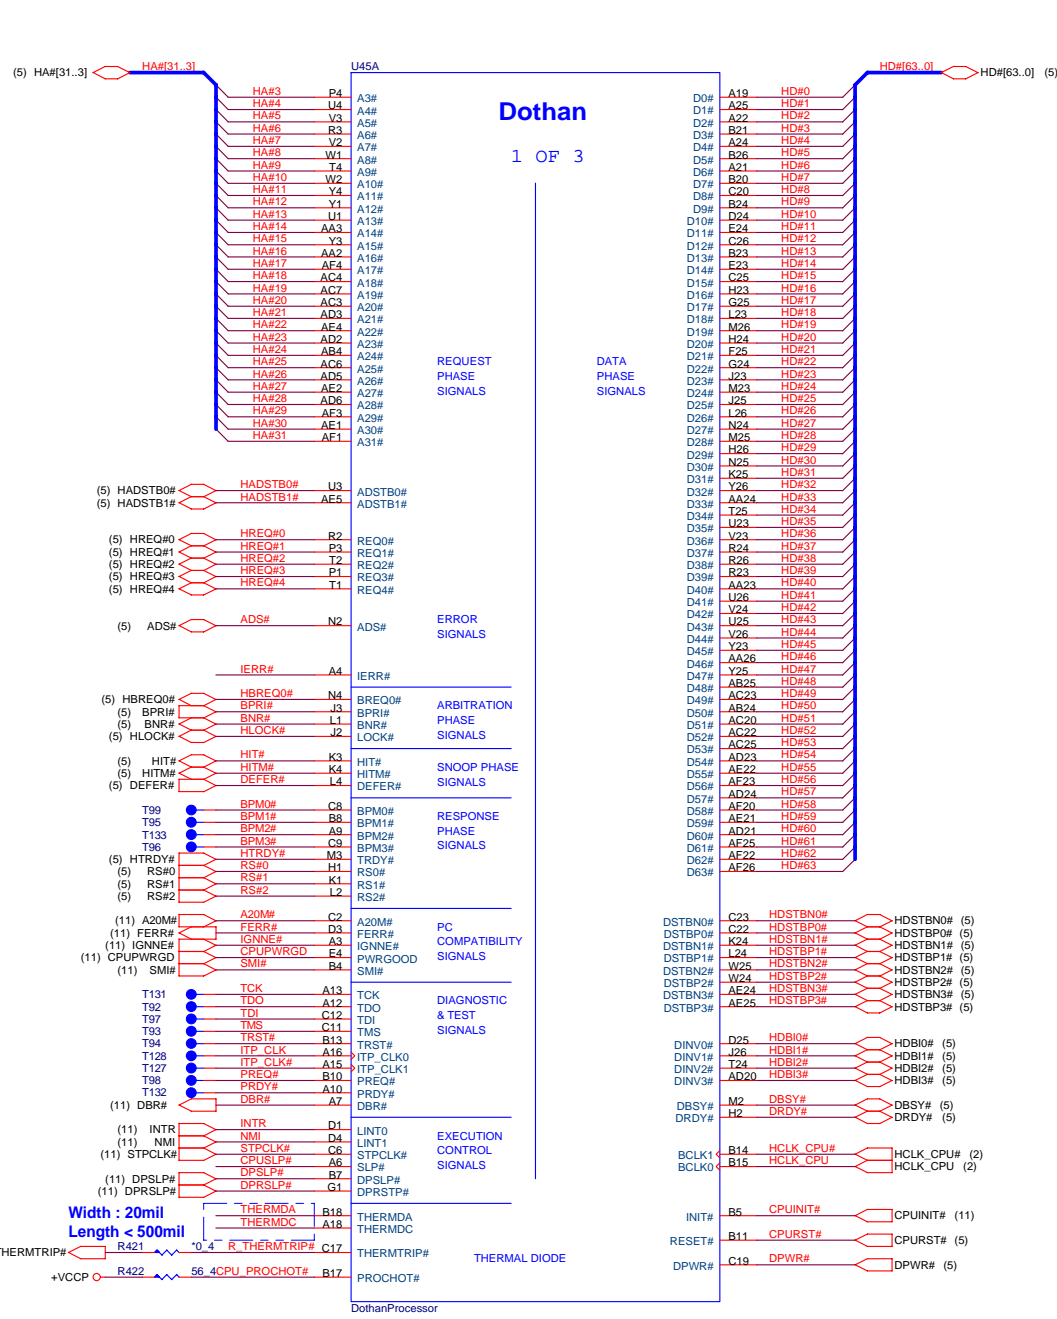 (5) HA#[31..3] HA#[31..3] U45A HD#[63..0] HD#[63..0] (5)
Dothan
1 OF 3
HA#3 P4 A3# D0# A19 HD#0
HA#4 U4 A4# D1# A25 HD#1
HA#5 V3 A5# D2# A22 HD#2
HA#6 R3 A6# D3# B21 HD#3
HA#7 V2 A7# D4# A24 HD#4
HA#8 W1 A8# D5# B26 HD#5
HA#9 T4 A9# D6# A21 HD#6
HA#10 W2 A10# D7# B20 HD#7
HA#11 Y4 A11# D8# C20 HD#8
HA#12 Y1 A12# D9# B24 HD#9
HA#13 U1 A13# D10# D24 HD#10
HA#14 AA3 A14# D11# E24 HD#11
HA#15 Y3 A15# D12# C26 HD#12
HA#16 AA2 A16# D13# B23 HD#13
HA#17 AF4 A17# D14# E23 HD#14
HA#18 AC4 A18# D15# C25 HD#15
HA#19 AC7 A19# D16# H23 HD#16
HA#20 AC3 A20# D17# G25 HD#17
HA#21 AD3 A21# D18# L23 HD#18
HA#22 AE4 A22# D19# M26 HD#19
HA#23 AD2 A23# D20# H24 HD#20
HA#24 AB4 A24# D21# F25 HD#21
HA#25 AC6 A25# D22# G24 HD#22
HA#26 AD5 A26# D23# J23 HD#23
HA#27 AE2 A27# D24# M23 HD#24
HA#28 AD6 A28# D25# J25 HD#25
HA#29 AF3 A29# D26# L26 HD#26
HA#30 AE1 A30# D27# N24 HD#27
HA#31 AF1 A31# D28# M25 HD#28
REQUEST
PHASE
SIGNALS
DATA
PHASE
SIGNALS
D29# H26 HD#29
D30# N25 HD#30
D31# K25 HD#31
D32# Y26 HD#32
D33# AA24 HD#33
D34# T25 HD#34
D35# U23 HD#35
D36# V23 HD#36
D37# R24 HD#37
D38# R26 HD#38
D39# R23 HD#39
D40# AA23 HD#40
D41# U26 HD#41
D42# V24 HD#42
D43# U25 HD#43
D44# V26 HD#44
D45# Y23 HD#45
D46# AA26 HD#46
D47# Y25 HD#47
D48# AB25 HD#48
D49# AC23 HD#49
D50# AB24 HD#50
D51# AC20 HD#51
D52# AC22 HD#52
D53# AC25 HD#53
D54# AD23 HD#54
D55# AE22 HD#55
D56# AF23 HD#56
D57# AD24 HD#57
D58# AF20 HD#58
D59# AE21 HD#59
D60# AD21 HD#60
D61# AF25 HD#61
D62# AF22 HD#62
D63# AF26 HD#63
(5) HADSTB0# HADSTB0# U3 ADSTB0#
(5) HADSTB1# HADSTB1# AE5 ADSTB1#
(5) HREQ#0 HREQ#0 R2 REQ0#
(5) HREQ#1 HREQ#1 P3 REQ1#
(5) HREQ#2 HREQ#2 T2 REQ2#
(5) HREQ#3 HREQ#3 P1 REQ3#
(5) HREQ#4 HREQ#4 T1 REQ4#
(5) ADS# ADS# N2 ADS#
ERROR
SIGNALS
IERR# A4 IERR#
(5) HBREQ0# HBREQ0# N4 BREQ0#
(5) BPRI# BPRI# J3 BPRI#
(5) BNR# BNR# L1 BNR#
(5) HLOCK# HLOCK# J2 LOCK#
ARBITRATION
PHASE
SIGNALS
(5) HIT# HIT# K3 HIT#
(5) HITM# HITM# K4 HITM#
(5) DEFER# DEFER# L4 DEFER#
SNOOP PHASE
SIGNALS
T99 BPM0# C8 BPM0#
T95 BPM1# B8 BPM1#
T133 BPM2# A9 BPM2#
T96 BPM3# C9 BPM3#
(5) HTRDY# HTRDY# M3 TRDY#
(5) RS#0 RS#0 H1 RS0#
(5) RS#1 RS#1 K1 RS1#
(5) RS#2 RS#2 L2 RS2#
RESPONSE
PHASE
SIGNALS
(11) A20M# A20M# C2 A20M#
(11) FERR# FERR# D3 FERR#
(11) IGNNE# IGNNE# A3 IGNNE#
(11) CPUPWRGD CPUPWRGD E4 PWRGOOD
(11) SMI# SMI# B4 SMI#
PC
COMPATIBILITY
SIGNALS
DSTBN0# C23 HDSTBN0# HDSTBN0# (5)
DSTBP0# C22 HDSTBP0# HDSTBP0# (5)
DSTBN1# K24 HDSTBN1# HDSTBN1# (5)
DSTBP1# L24 HDSTBP1# HDSTBP1# (5)
DSTBN2# W25 HDSTBN2# HDSTBN2# (5)
DSTBP2# W24 HDSTBP2# HDSTBP2# (5)
DSTBN3# AE24 HDSTBN3# HDSTBN3# (5)
DSTBP3# AE25 HDSTBP3# HDSTBP3# (5)
T131 TCK A13 TCK
T92 TDO A12 TDO
T97 TDI C12 TDI
T93 TMS C11 TMS
T94 TRST# B13 TRST#
T128 ITP_CLK A16 ITP_CLK0
T127 ITP_CLK# A15 ITP_CLK1
T98 PREQ# B10 PREQ#
T132 PRDY# A10 PRDY#
(11) DBR# DBR# A7 DBR#
DIAGNOSTIC
& TEST
SIGNALS
DINV0# D25 HDBI0# HDBI0# (5)
DINV1# J26 HDBI1# HDBI1# (5)
DINV2# T24 HDBI2# HDBI2# (5)
DINV3# AD20 HDBI3# HDBI3# (5)
DBSY# M2 DBSY# DBSY# (5)
DRDY# H2 DRDY# DRDY# (5)
(11) INTR INTR D1 LINT0
(11) NMI NMI D4 LINT1
(11) STPCLK# STPCLK# C6 STPCLK#
CPUSLP# A6 SLP#
(11) DPSLP# DPSLP# B7 DPSLP#
(11) DPRSLP# DPRSLP# G1 DPRSTP#
EXECUTION
CONTROL
SIGNALS
BCLK1 B14 HCLK_CPU# HCLK_CPU# (2)
BCLK0 B15 HCLK_CPU HCLK_CPU (2)
Width : 20mil
Length < 500mil
THERMDA B18 THERMDA
THERMDC A18 THERMDC
INIT# B5 CPUINIT# CPUINIT# (11)
RESET# B11 CPURST# CPURST# (5)
THERMTRIP# R421 *0_4 R_THERMTRIP# C17 THERMTRIP#
THERMAL DIODE
DPWR# C19 DPWR# DPWR# (5)
+VCCP R422 56_4 CPU_PROCHOT# B17 PROCHOT#
DothanProcessor